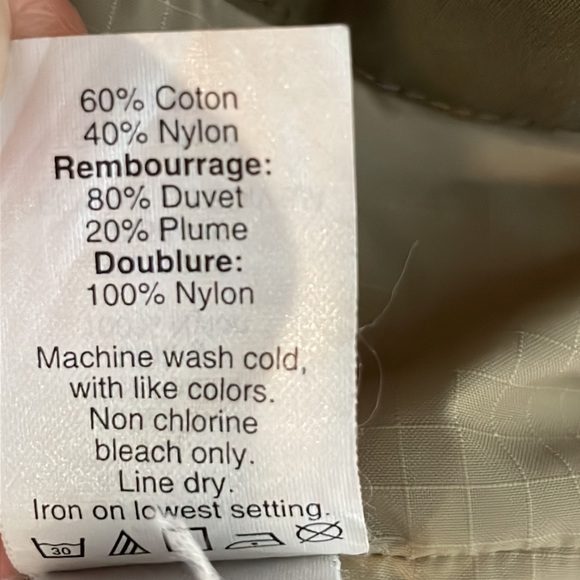 60% Coton
40% Nylon
Rembourrage:
80% Duvet
20% Plume
Doublure:
100% Nylon
Machine wash cold,
with like colors.
Non chlorine
bleach only.
Line dry.
Iron on lowest setting.
30